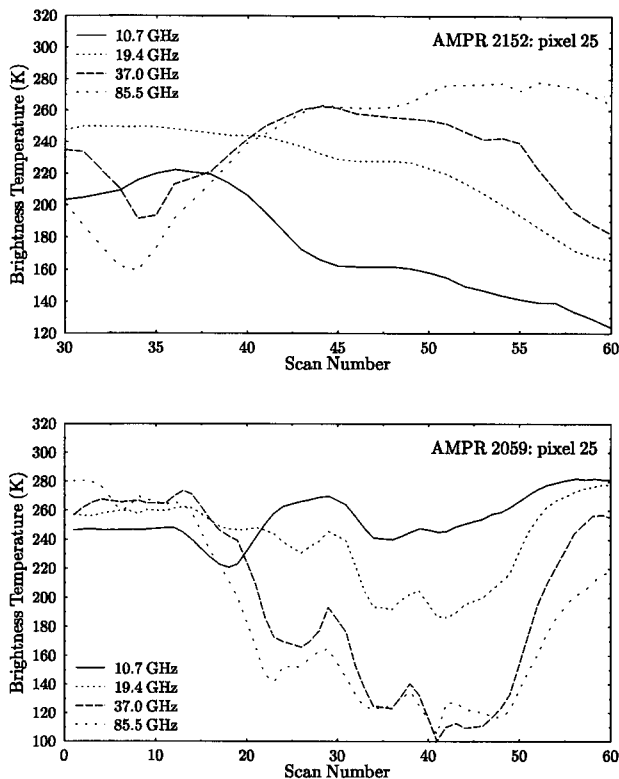 AMPR 2152: pixel 25
10.7 GHz
19.4 GHz
37.0 GHz
85.5 GHz
Brightness Temperature (K)
320
300
280
260
240
220
200
180
160
140
120
30 35 40 45 50 55 60
Scan Number
AMPR 2059: pixel 25
Brightness Temperature (K)
320
300
280
260
240
220
200
180
160
140
120
100
10.7 GHz
19.4 GHz
37.0 GHz
85.5 GHz
0 10 20 30 40 50 60
Scan Number